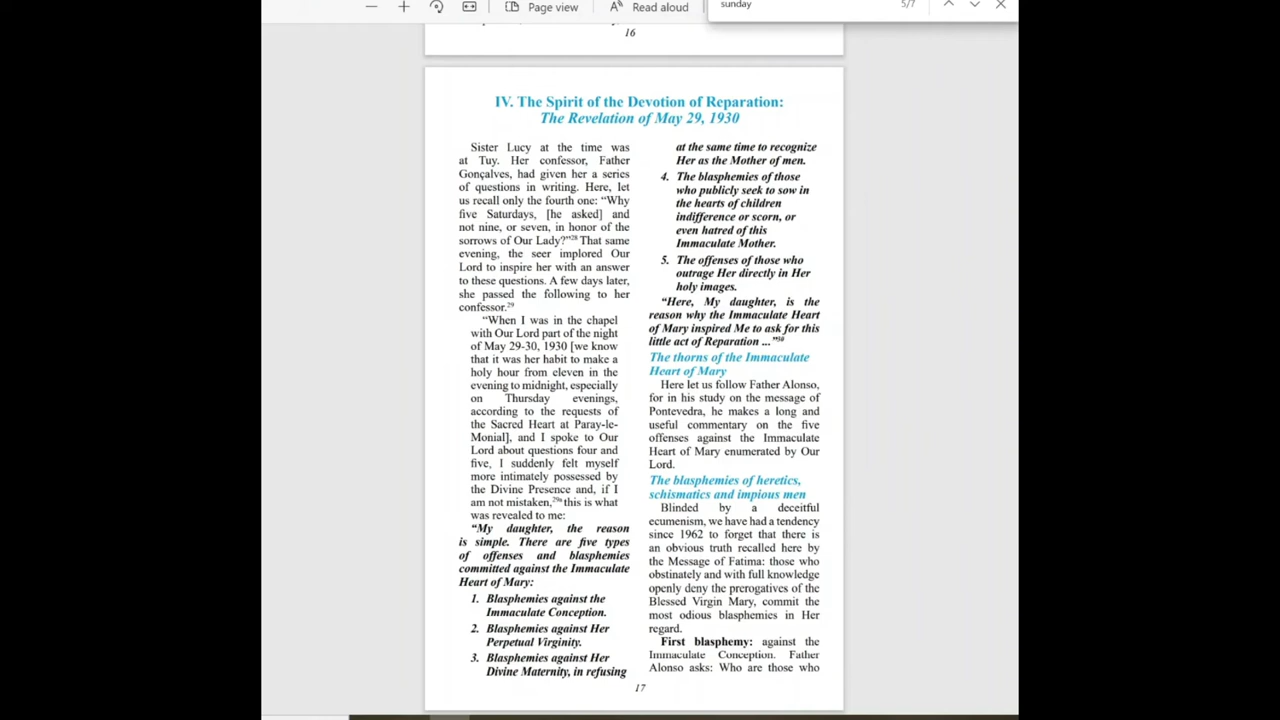 Page view
Read aloud
sunday
5/7
16
IV. The Spirit of the Devotion of Reparation:
The Revelation of May 29, 1930
Sister Lucy at the time was
at Tuy. Her confessor, Father
Gonçalves, had given her a series
of questions in writing. Here, let
us recall only the fourth one: “Why
five Saturdays, [he asked] and
not nine, or seven, in honor of the
sorrows of Our Lady?”28 That same
evening, the seer implored Our
Lord to inspire her with an answer
to these questions. A few days later,
she passed the following to her
confessor.29
“When I was in the chapel
with Our Lord part of the night
of May 29-30, 1930 [we know
that it was her habit to make a
holy hour from eleven in the
evening to midnight, especially
on Thursday evenings,
according to the requests of
the Sacred Heart at Paray-le-
Monial], and I spoke to Our
Lord about questions four and
five, I suddenly felt myself
more intimately possessed by
the Divine Presence and, if I
am not mistaken,29a this is what
was revealed to me:
“My daughter, the reason
is simple. There are five types
of offenses and blasphemies
committed against the Immaculate
Heart of Mary:
1. Blasphemies against the
Immaculate Conception.
2. Blasphemies against Her
Perpetual Virginity.
3. Blasphemies against Her
Divine Maternity, in refusing
at the same time to recognize
Her as the Mother of men.
4. The blasphemies of those
who publicly seek to sow in
the hearts of children
indifference or scorn, or
even hatred of this
Immaculate Mother.
5. The offenses of those who
outrage Her directly in Her
holy images.
“Here, My daughter, is the
reason why the Immaculate Heart
of Mary inspired Me to ask for this
little act of Reparation ...”30
The thorns of the Immaculate
Heart of Mary
Here let us follow Father Alonso,
for in his study on the message of
Pontevedra, he makes a long and
useful commentary on the five
offenses against the Immaculate
Heart of Mary enumerated by Our
Lord.
The blasphemies of heretics,
schismatics and impious men
Blinded by a deceitful
ecumenism, we have had a tendency
since 1962 to forget that there is
an obvious truth recalled here by
the Message of Fatima: those who
obstinately and with full knowledge
openly deny the prerogatives of the
Blessed Virgin Mary, commit the
most odious blasphemies in Her
regard.
First blasphemy: against the
Immaculate Conception. Father
Alonso asks: Who are those who
17